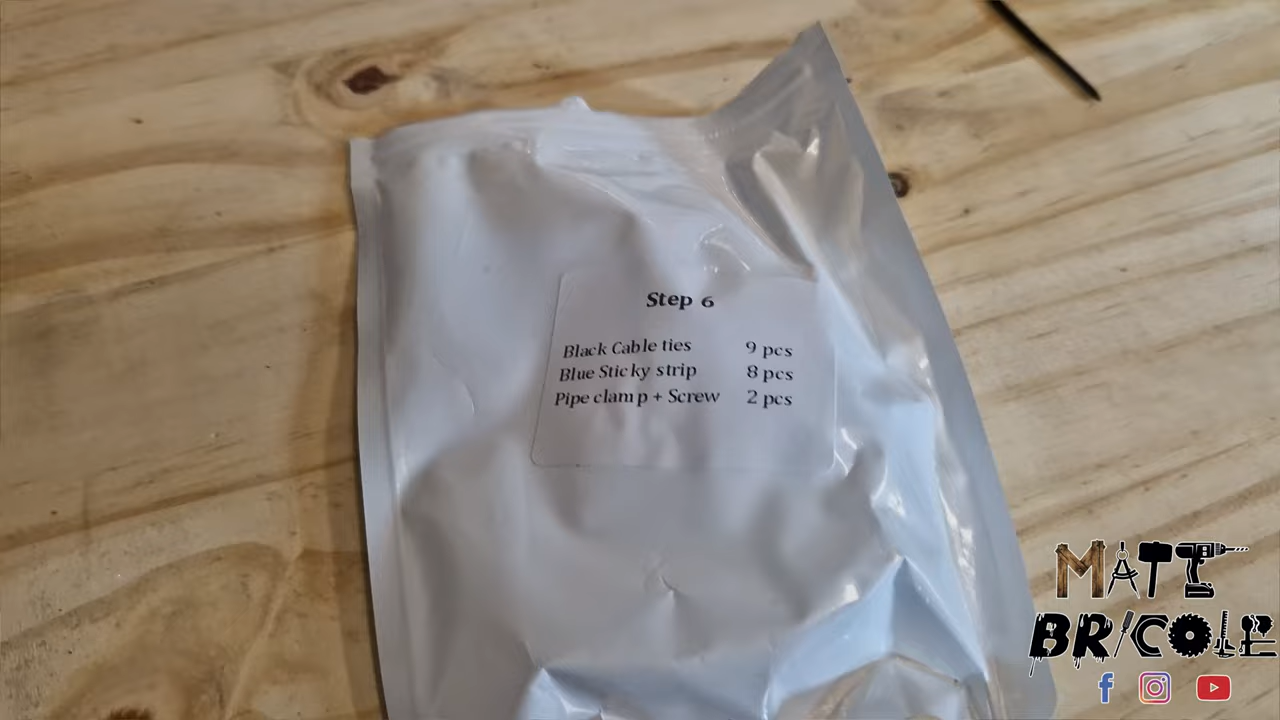 Step 6
Black Cable ties 9 pcs
Blue Sticky strip 8 pcs
Pipe clamp + Screw 2 pcs
MATT
BRICOLE